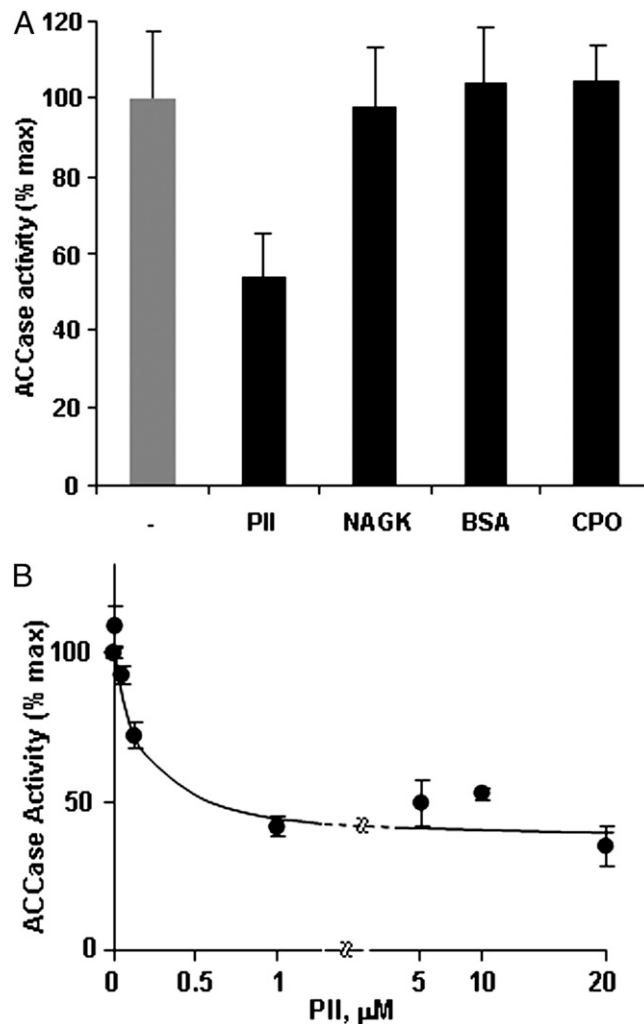 A
ACCase activity (% max)
120
100
80
60
40
20
0
- PII NAGK BSA CPO
B
ACCase Activity (% max)
100
50
0
0 0.5 1 5 10 20
PII, µM